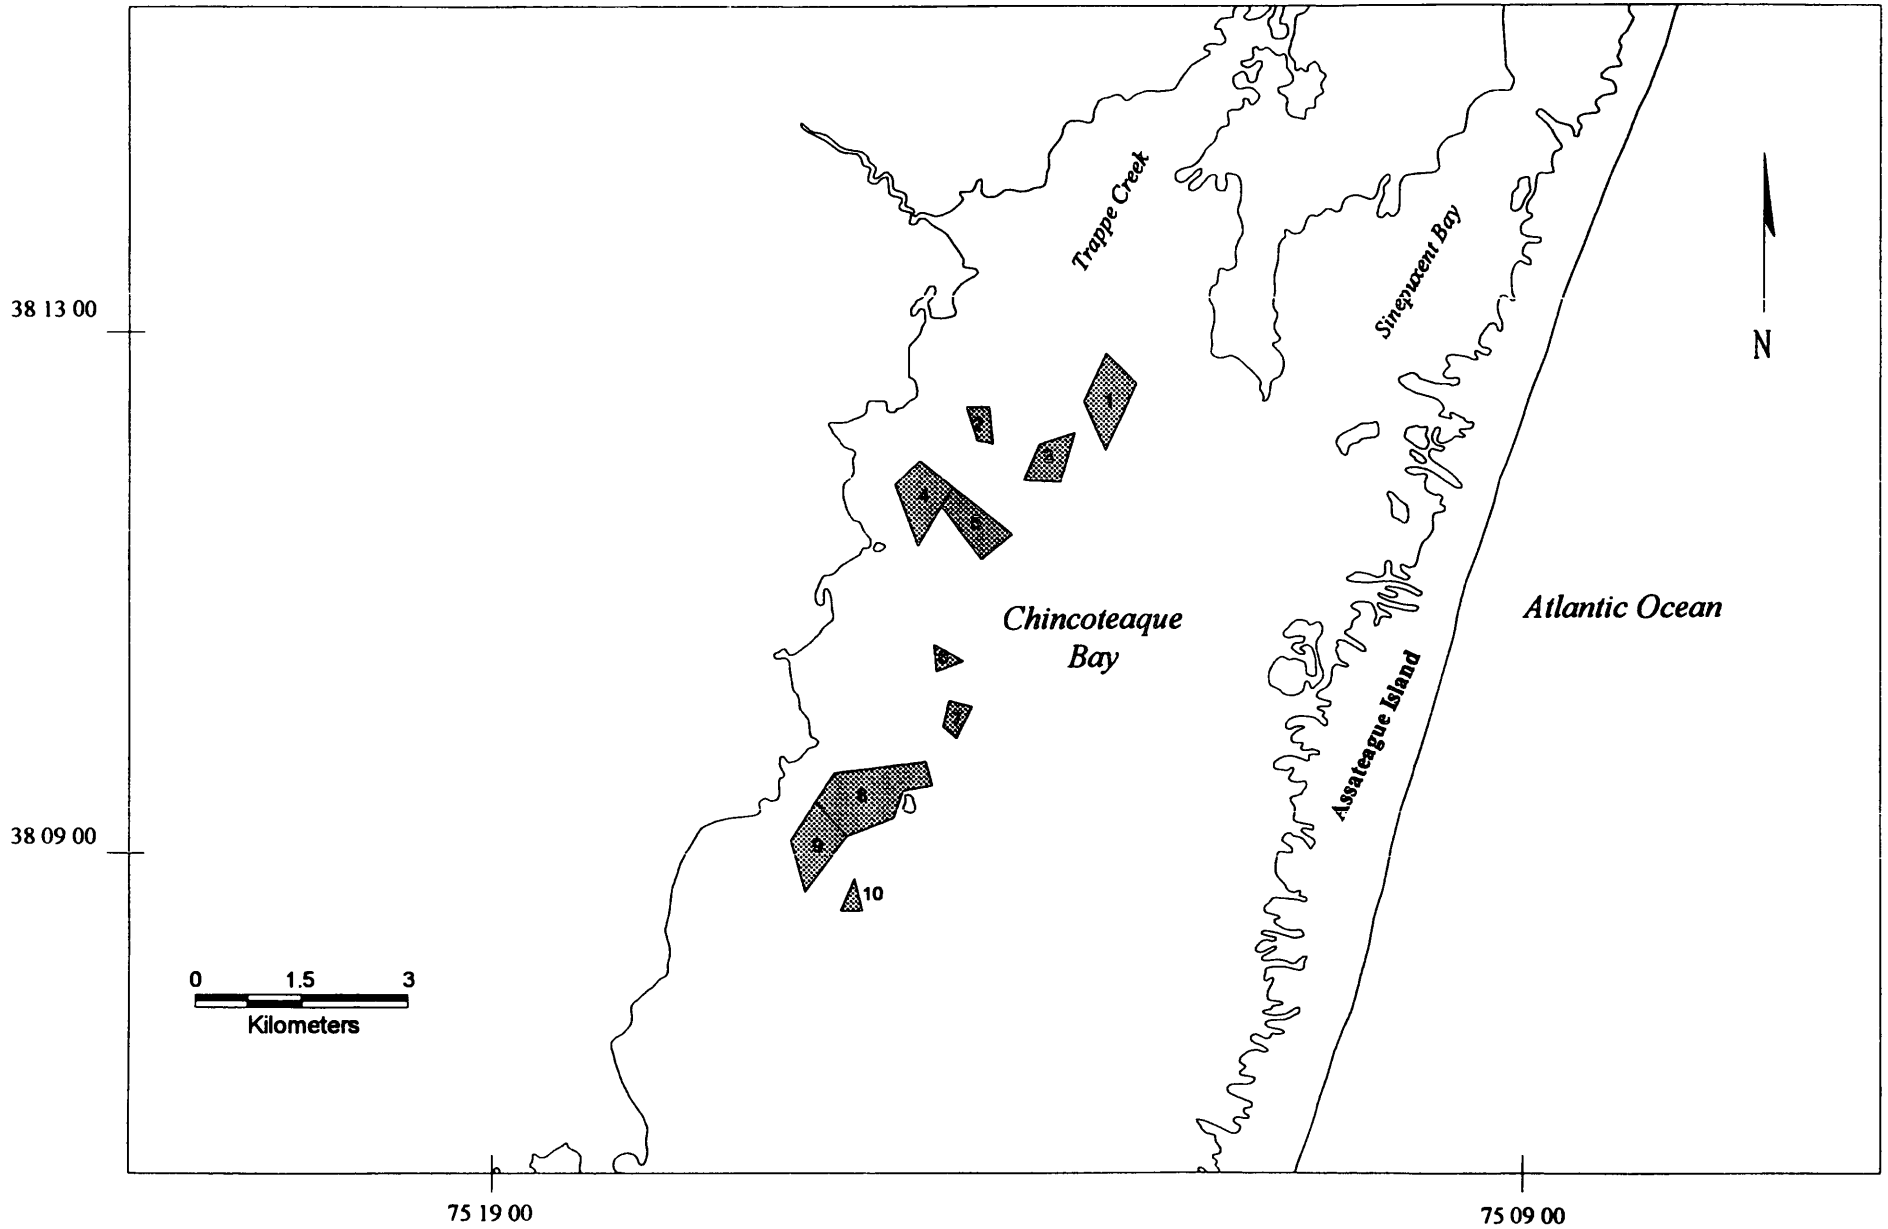 Trappe Creek
Sinepuxent Bay
38 13 00
N
1
2
3
4
5
Chincoteaque
Bay
Atlantic Ocean
6
7
Assateague Island
8
9
38 09 00
10
0 1.5 3
Kilometers
75 19 00
75 09 00